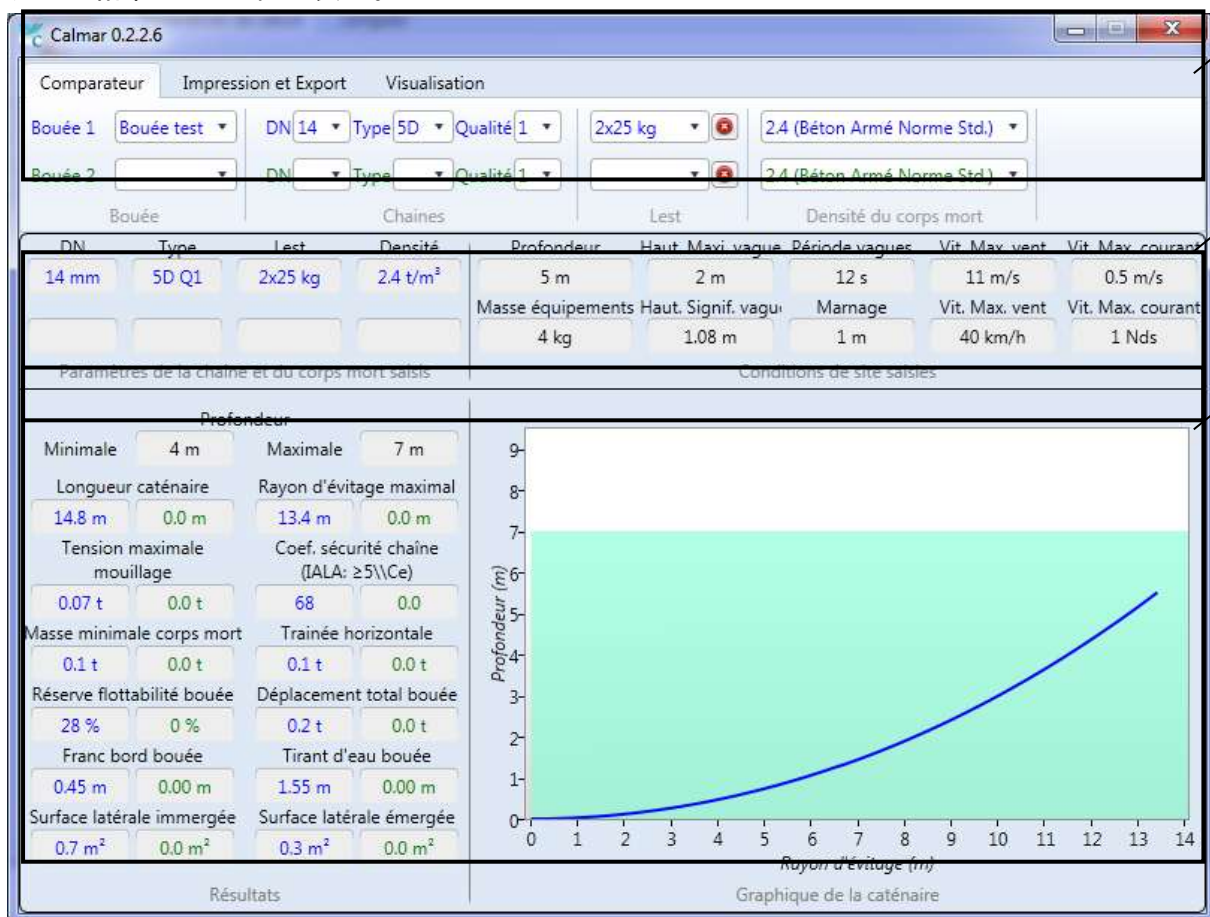 Calmar 0.2.2.6
Comparateur Impression et Export Visualisation
Bouée 1 Bouée test DN 14 Type 5D Qualité 1 2x25 kg 2.4 (Béton Armé Norme Std.)
Bouée 2 DN Type Qualité 1 2.4 (Béton Armé Norme Std.)
Bouée Chaines Lest Densité du corps mort
DN Type Lest Densité Profondeur Haut. Maxi. vague Période vagues Vit. Max. vent Vit. Max. courant
14 mm 5D Q1 2x25 kg 2.4 t/m³ 5 m 2 m 12 s 11 m/s 0.5 m/s
Masse équipements Haut. Signif. vagu Marnage Vit. Max. vent Vit. Max. courant
4 kg 1.08 m 1 m 40 km/h 1 Nds
Paramètres de la chaîne et du corps mort saisis Conditions de site saisies
Profondeur
Minimale 4 m Maximale 7 m
Longueur caténaire Rayon d'évitage maximal
14.8 m 0.0 m 13.4 m 0.0 m
Tension maximale mouillage Coef. sécurité chaîne (IALA: ≥5\\Ce)
0.07 t 0.0 t 68 0.0
Masse minimale corps mort Trainée horizontale
0.1 t 0.0 t 0.1 t 0.0 t
Réserve flottabilité bouée Déplacement total bouée
28 % 0 % 0.2 t 0.0 t
Franc bord bouée Tirant d'eau bouée
0.45 m 0.00 m 1.55 m 0.00 m
Surface latérale immergée Surface latérale émergée
0.7 m² 0.0 m² 0.3 m² 0.0 m²
Résultats
Profondeur (m)
9
8
7
6
5
4
3
2
1
0
0 1 2 3 4 5 6 7 8 9 10 11 12 13 14
Rayon d'évitage (m)
Graphique de la caténaire